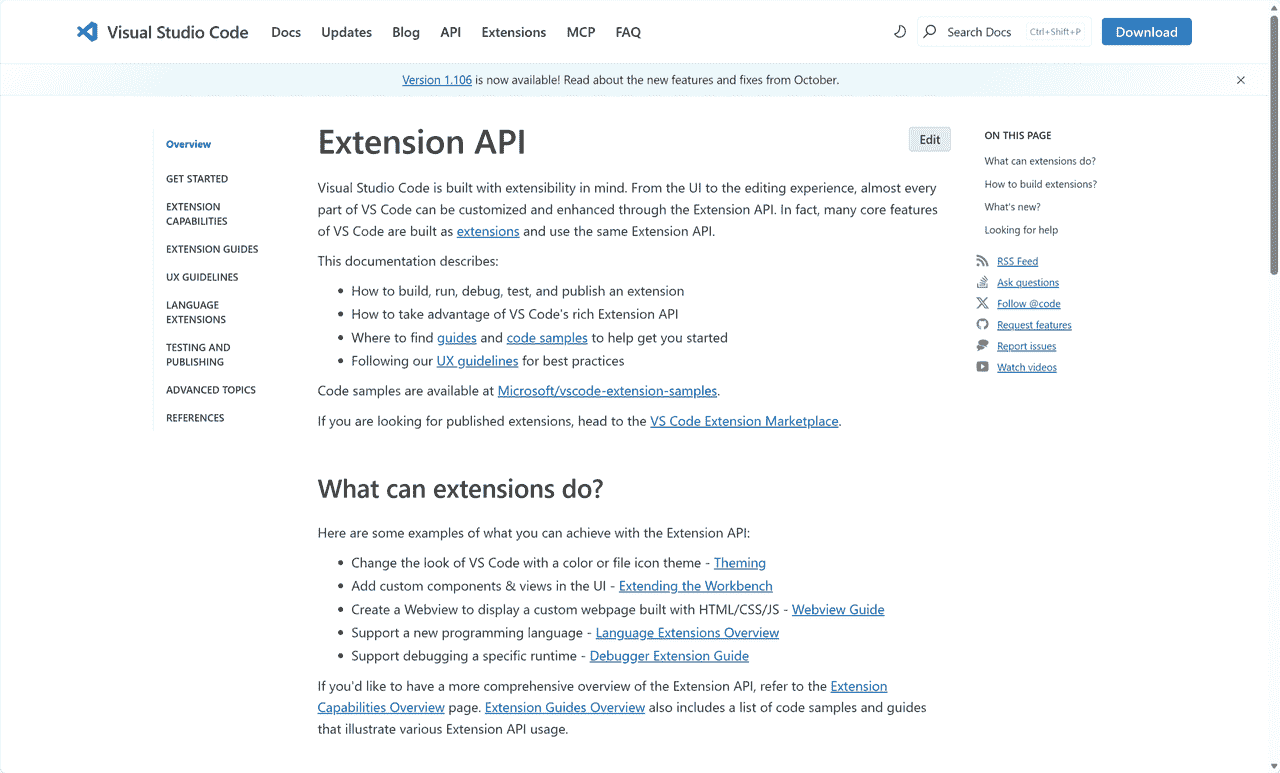 Visual Studio Code Docs Updates Blog API Extensions MCP FAQ Search Docs Ctrl+Shift+P Download
Version 1.106 is now available! Read about the new features and fixes from October.
Overview
GET STARTED
EXTENSION
CAPABILITIES
EXTENSION GUIDES
UX GUIDELINES
LANGUAGE
EXTENSIONS
TESTING AND
PUBLISHING
ADVANCED TOPICS
REFERENCES
Extension API
Edit
Visual Studio Code is built with extensibility in mind. From the UI to the editing experience, almost every
part of VS Code can be customized and enhanced through the Extension API. In fact, many core features
of VS Code are built as extensions and use the same Extension API.
This documentation describes:
• How to build, run, debug, test, and publish an extension
• How to take advantage of VS Code's rich Extension API
• Where to find guides and code samples to help get you started
• Following our UX guidelines for best practices
Code samples are available at Microsoft/vscode-extension-samples.
If you are looking for published extensions, head to the VS Code Extension Marketplace.
What can extensions do?
Here are some examples of what you can achieve with the Extension API:
• Change the look of VS Code with a color or file icon theme - Theming
• Add custom components & views in the UI - Extending the Workbench
• Create a Webview to display a custom webpage built with HTML/CSS/JS - Webview Guide
• Support a new programming language - Language Extensions Overview
• Support debugging a specific runtime - Debugger Extension Guide
If you'd like to have a more comprehensive overview of the Extension API, refer to the Extension
Capabilities Overview page. Extension Guides Overview also includes a list of code samples and guides
that illustrate various Extension API usage.
ON THIS PAGE
What can extensions do?
How to build extensions?
What's new?
Looking for help
RSS Feed
Ask questions
Follow @code
Request features
Report issues
Watch videos